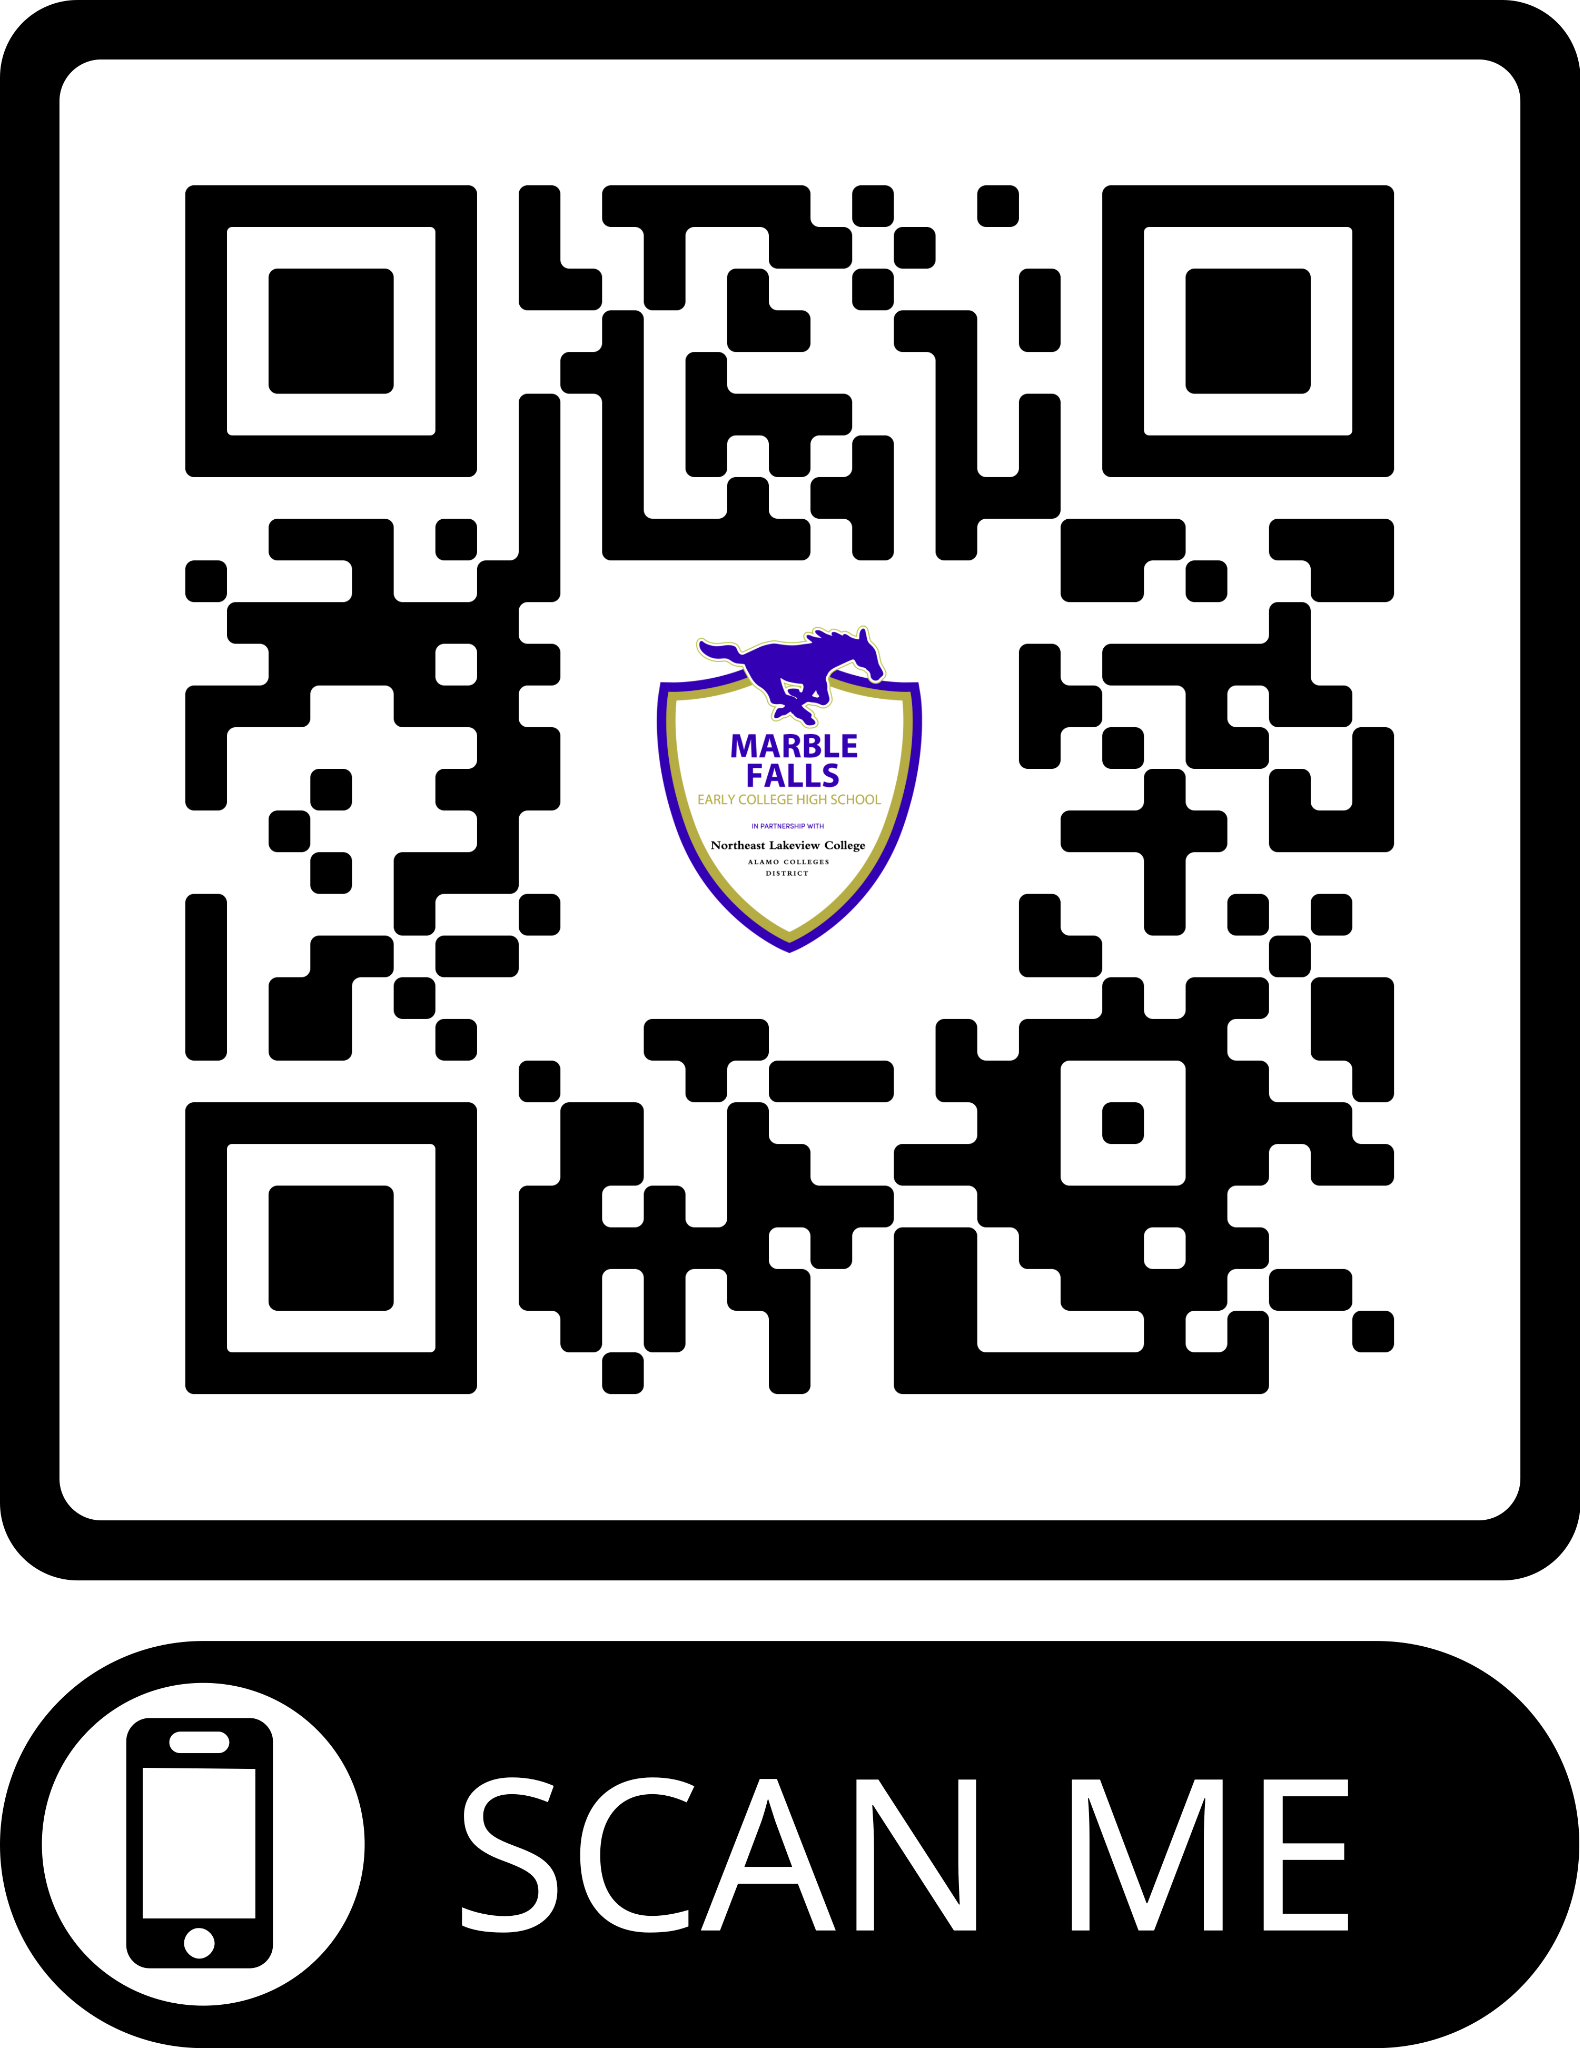 MARBLE
FALLS
EARLY COLLEGE HIGH SCHOOL
IN PARTNERSHIP WITH
Northeast Lakeview College
ALAMO COLLEGES
DISTRICT
SCAN ME